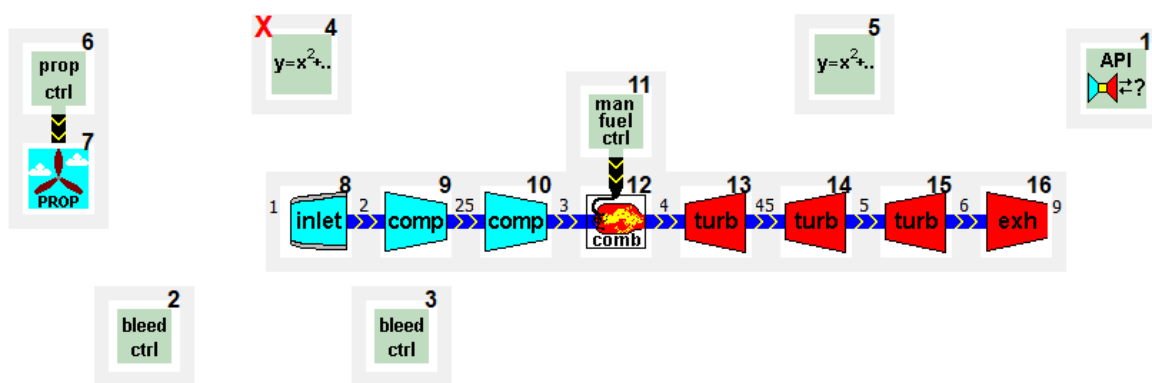 6
X 4
5
1
prop
ctrl
y=x²+..
y=x²+..
API
⇄?
11
man
fuel
ctrl
7
PROP
8 9 10 12 13 14 15 16
1 inlet 2 comp 25 comp 3 comb 4 turb 45 turb 5 turb 6 exh 9
2
3
bleed
ctrl
bleed
ctrl